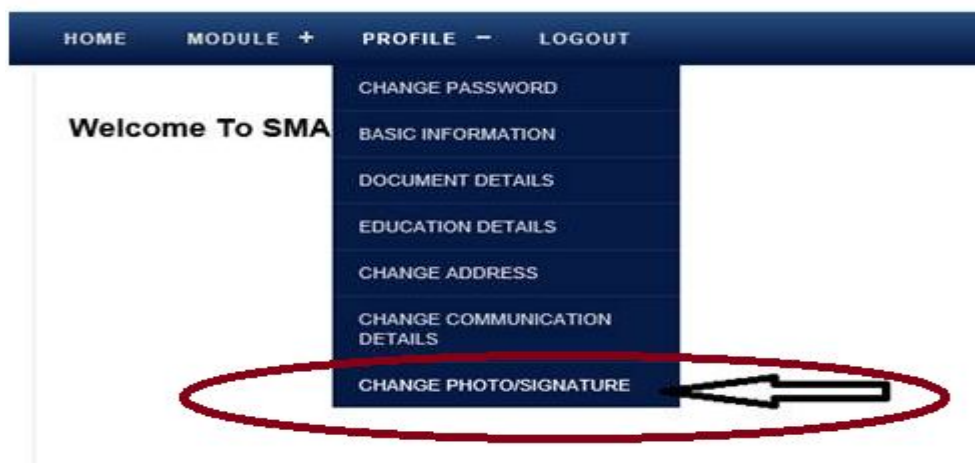 HOME MODULE + PROFILE - LOGOUT
CHANGE PASSWORD
Welcome To SMA
BASIC INFORMATION
DOCUMENT DETAILS
EDUCATION DETAILS
CHANGE ADDRESS
CHANGE COMMUNICATION
DETAILS
CHANGE PHOTO/SIGNATURE